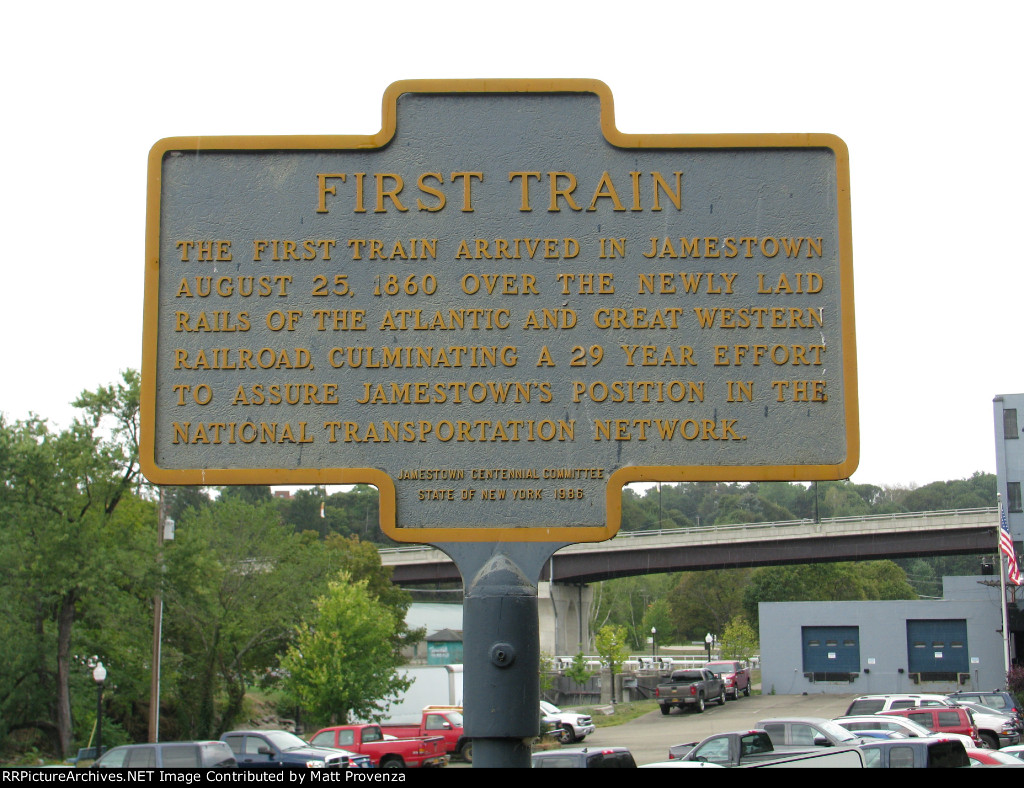 FIRST TRAIN
THE FIRST TRAIN ARRIVED IN JAMESTOWN
AUGUST 25, 1860 OVER THE NEWLY LAID
RAILS OF THE ATLANTIC AND GREAT WESTERN
RAILROAD, CULMINATING A 29 YEAR EFFORT
TO ASSURE JAMESTOWN'S POSITION IN THE
NATIONAL TRANSPORTATION NETWORK.
JAMESTOWN CENTENNIAL COMMITTEE
STATE OF NEW YORK 1986
RRPictureArchives.NET Image Contributed by Matt Provenza